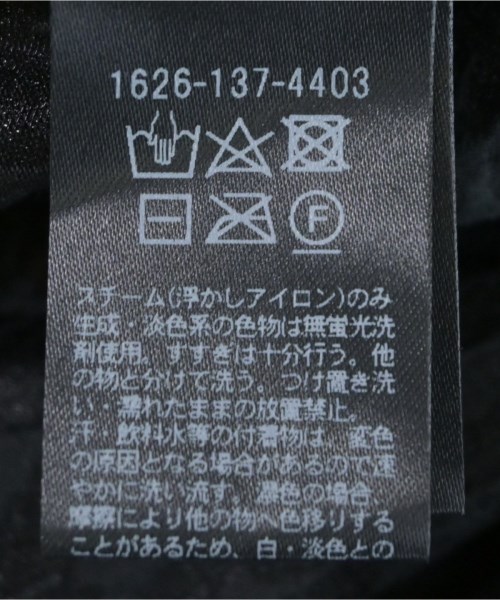 1626-137-4403
F
スチーム(浮かしアイロン)のみ
生成・淡色系の色物は無蛍光洗
剤使用。すすぎは十分行う。他
の物と分けて洗う。つけ置き洗
い・濡れたままの放置禁止。
汗・飲料水等の付着物は、変色
の原因となる場合があるので速
やかに洗い流す。濃色の場合、
摩擦により他の物へ色移りする
ことがあるため、白・淡色との